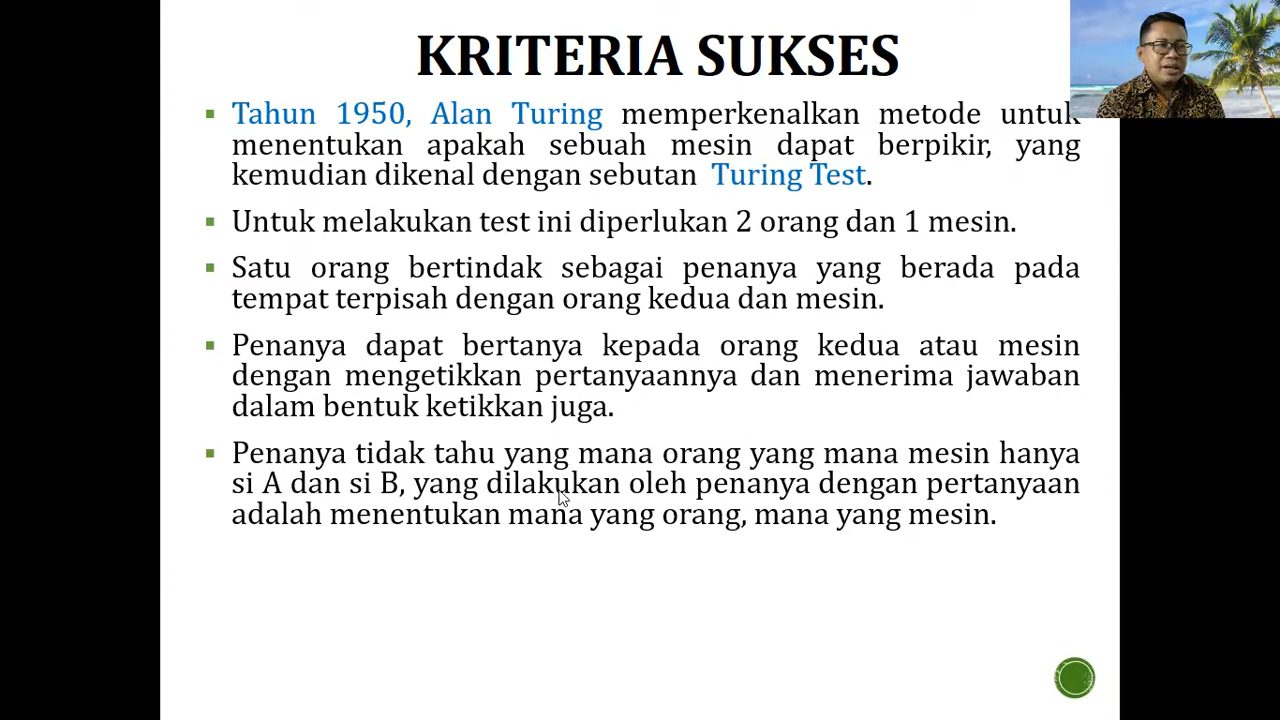 KRITERIA SUKSES
▪ Tahun 1950, Alan Turing memperkenalkan metode untuk
menentukan apakah sebuah mesin dapat berpikir, yang
kemudian dikenal dengan sebutan Turing Test.
▪ Untuk melakukan test ini diperlukan 2 orang dan 1 mesin.
▪ Satu orang bertindak sebagai penanya yang berada pada
tempat terpisah dengan orang kedua dan mesin.
▪ Penanya dapat bertanya kepada orang kedua atau mesin
dengan mengetikkan pertanyaannya dan menerima jawaban
dalam bentuk ketikkan juga.
▪ Penanya tidak tahu yang mana orang yang mana mesin hanya
si A dan si B, yang dilakukan oleh penanya dengan pertanyaan
adalah menentukan mana yang orang, mana yang mesin.